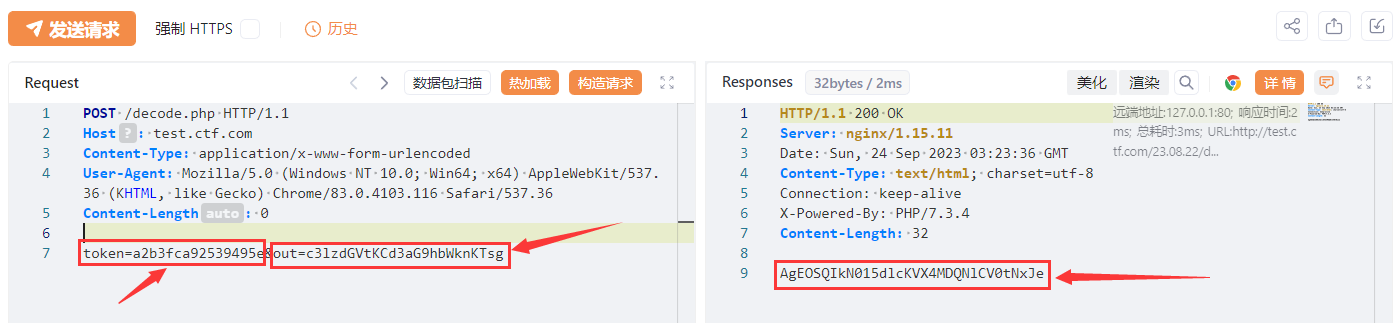 发送请求 强制 HTTPS 历史
Request 数据包扫描 热加载 构造请求
1 POST /decode.php HTTP/1.1
2 Host ? : test.ctf.com
3 Content-Type: application/x-www-form-urlencoded
4 User-Agent: Mozilla/5.0 (Windows NT 10.0; Win64; x64) AppleWebKit/537.
36 (KHTML, like Gecko) Chrome/83.0.4103.116 Safari/537.36
5 Content-Length auto : 0
6
7 token=a2b3fca92539495e&out=c3lzdGVtKCd3aG9hbWknKTsg
Responses 32bytes / 2ms 美化 渲染 详情
1 HTTP/1.1 200 OK
2 Server: nginx/1.15.11
3 Date: Sun, 24 Sep 2023 03:23:36 GMT
4 Content-Type: text/html; charset=utf-8
5 Connection: keep-alive
6 X-Powered-By: PHP/7.3.4
7 Content-Length: 32
8
9 AgEOSQIkN015dlcKVX4MDQNlCV0tNxJe
远端地址:127.0.0.1:80; 响应时间:2
ms; 总耗时:3ms; URL:http://test.c
tf.com/23.08.22/d...